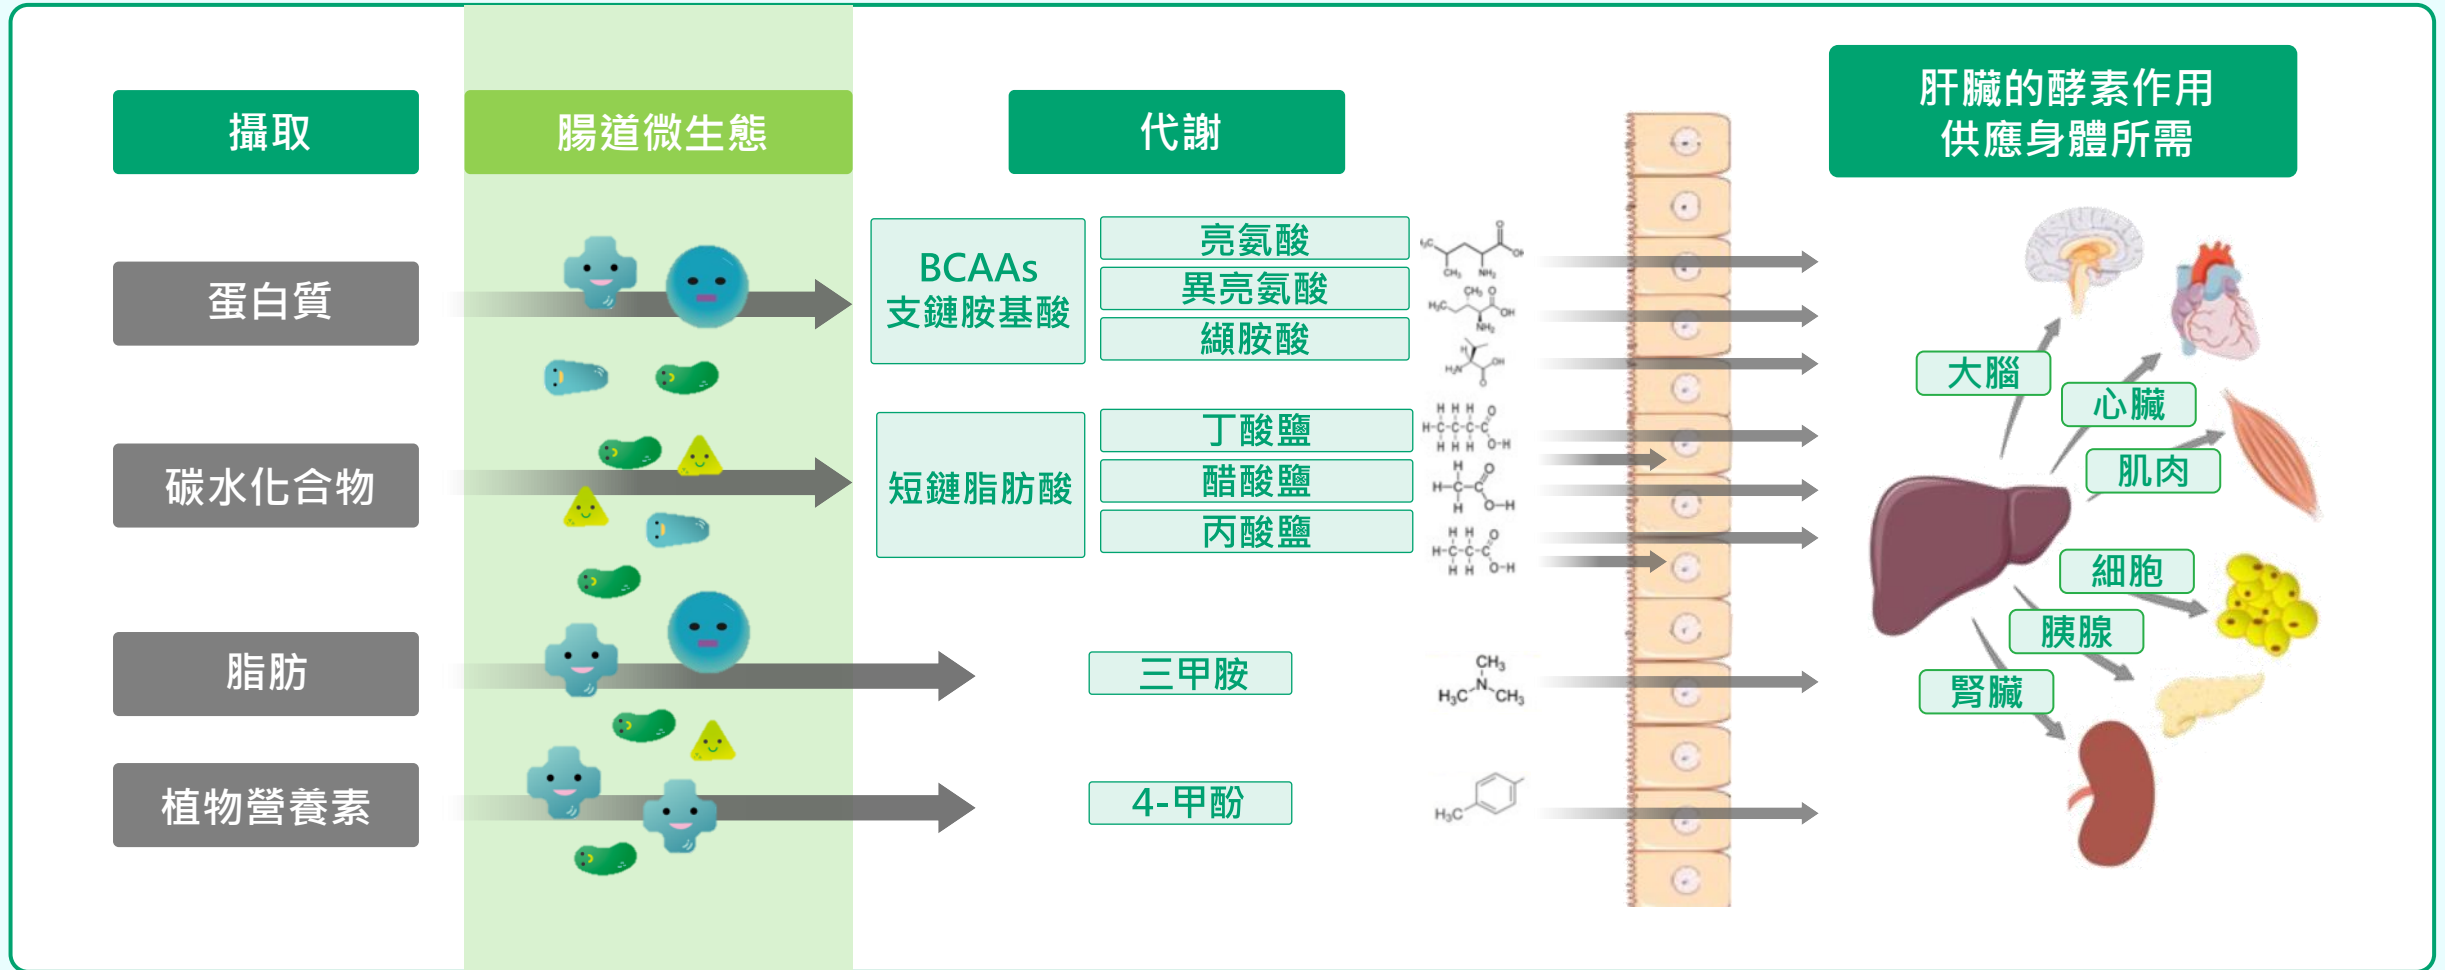 攝取
腸道微生態
代謝
肝臟的酵素作用
供應身體所需
蛋白質
BCAAs
支鏈胺基酸
亮氨酸
異亮氨酸
纈胺酸
碳水化合物
短鏈脂肪酸
丁酸鹽
醋酸鹽
丙酸鹽
脂肪
三甲胺
CH₃
N
H₃C
CH₃
植物營養素
4-甲酚
H₃C
大腦
心臟
肌肉
細胞
胰腺
腎臟